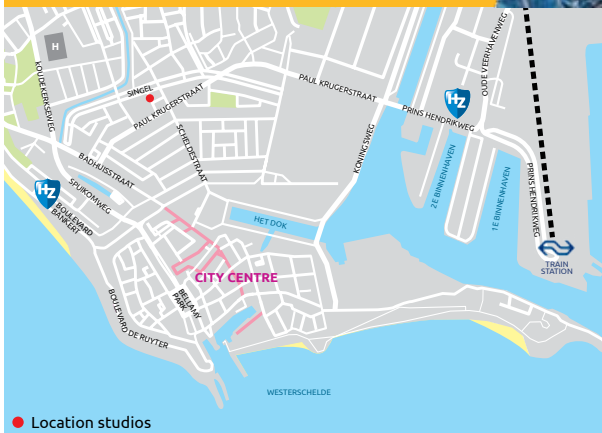 H
KOUDEKERKSEWEG
SINGEL
PAUL KRUGERSTRAAT
PAUL KRUGERSTRAAT
OUDE VEERHAVENWEG
HZ
PRINS HENDRIKWEG
SCHELDESTRAAT
KONINGSWEG
BADHUISSTRAAT
SPUIKOMWEG
HZ
BOULEVARD
BANKERT
2E BINNENHAVEN
1E BINNENHAVEN
PRINS HENDRIKWEG
HET DOK
TRAIN
STATION
CITY CENTRE
BELLAMY
PARK
BOULEVARD DE RUYTER
WESTERSCHELDE
Location studios